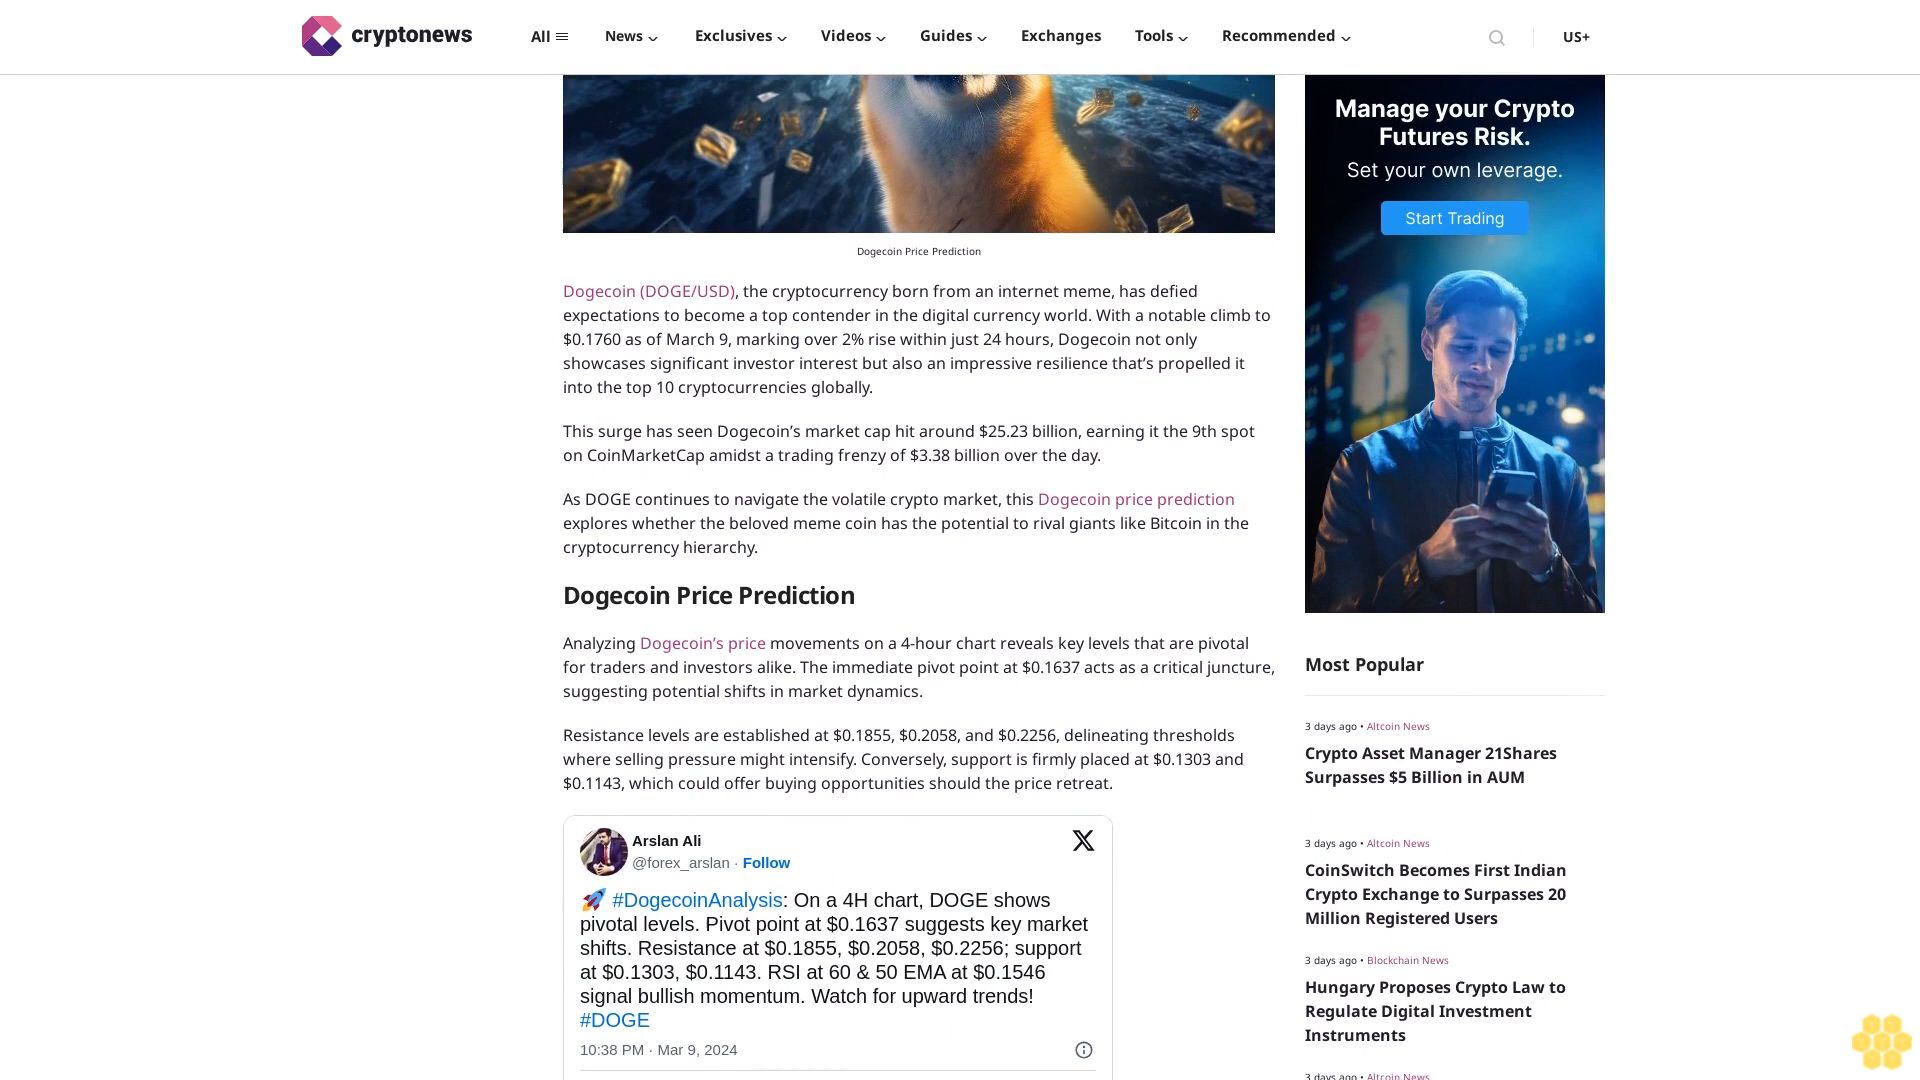 cryptonews
All
News
Exclusives
Videos
Guides
Exchanges
Tools
Recommended
US+
Dogecoin Price Prediction
Dogecoin (DOGE/USD), the cryptocurrency born from an internet meme, has defied
expectations to become a top contender in the digital currency world. With a notable climb to
$0.1760 as of March 9, marking over 2% rise within just 24 hours, Dogecoin not only
showcases significant investor interest but also an impressive resilience that’s propelled it
into the top 10 cryptocurrencies globally.
This surge has seen Dogecoin’s market cap hit around $25.23 billion, earning it the 9th spot
on CoinMarketCap amidst a trading frenzy of $3.38 billion over the day.
As DOGE continues to navigate the volatile crypto market, this Dogecoin price prediction
explores whether the beloved meme coin has the potential to rival giants like Bitcoin in the
cryptocurrency hierarchy.
Dogecoin Price Prediction
Analyzing Dogecoin’s price movements on a 4-hour chart reveals key levels that are pivotal
for traders and investors alike. The immediate pivot point at $0.1637 acts as a critical juncture,
suggesting potential shifts in market dynamics.
Resistance levels are established at $0.1855, $0.2058, and $0.2256, delineating thresholds
where selling pressure might intensify. Conversely, support is firmly placed at $0.1303 and
$0.1143, which could offer buying opportunities should the price retreat.
Arslan Ali
@forex_arslan · Follow
🚀 #DogecoinAnalysis: On a 4H chart, DOGE shows
pivotal levels. Pivot point at $0.1637 suggests key market
shifts. Resistance at $0.1855, $0.2058, $0.2256; support
at $0.1303, $0.1143. RSI at 60 & 50 EMA at $0.1546
signal bullish momentum. Watch for upward trends!
#DOGE
10:38 PM · Mar 9, 2024
Manage your Crypto
Futures Risk.
Set your own leverage.
Start Trading
Most Popular
3 days ago • Altcoin News
Crypto Asset Manager 21Shares
Surpasses $5 Billion in AUM
3 days ago • Altcoin News
CoinSwitch Becomes First Indian
Crypto Exchange to Surpasses 20
Million Registered Users
3 days ago • Blockchain News
Hungary Proposes Crypto Law to
Regulate Digital Investment
Instruments
3 days ago • Altcoin News